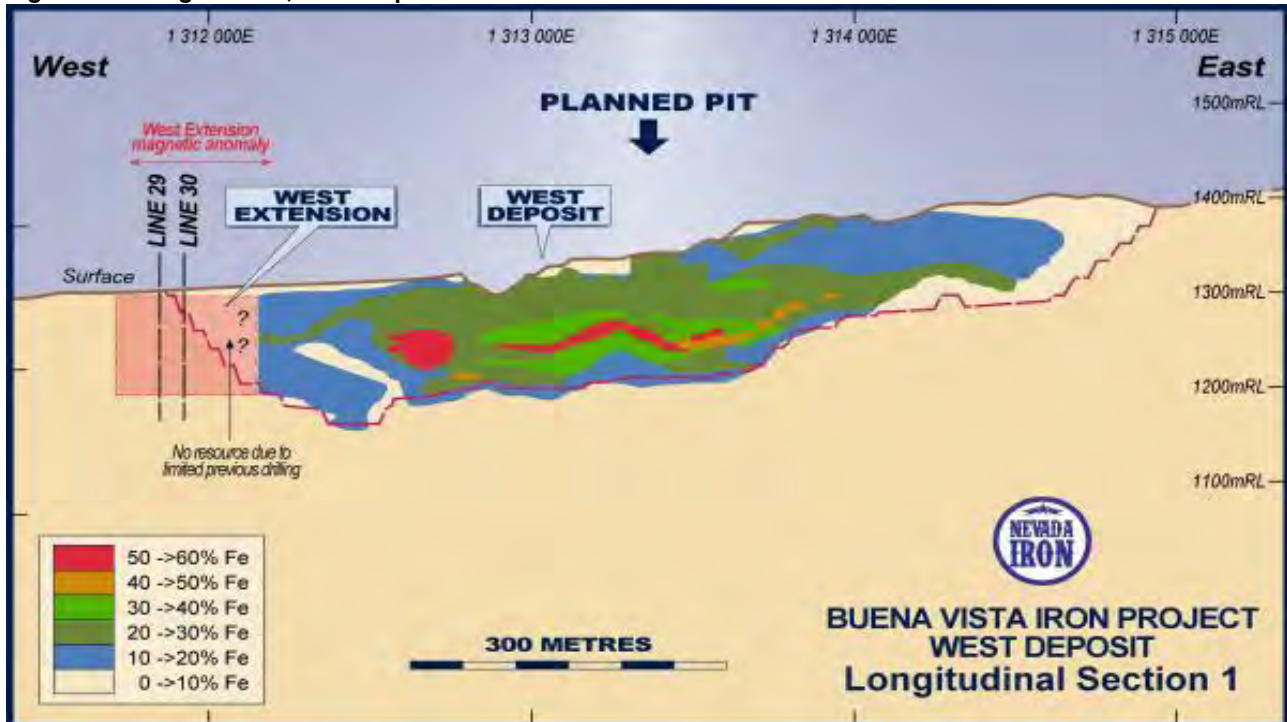 1 312 000E
1 313 000E
1 314 000E
1 315 000E
West
East
PLANNED PIT
1500mRL
West Extension
magnetic anomaly
LINE 29
LINE 30
WEST
EXTENSION
WEST
DEPOSIT
1400mRL
Surface
1300mRL
?
?
1200mRL
No resource due to
limited previous drilling
1100mRL
50 ->60% Fe
40 ->50% Fe
30 ->40% Fe
20 ->30% Fe
10 ->20% Fe
0 ->10% Fe
300 METRES
NEVADA
IRON
BUENA VISTA IRON PROJECT
WEST DEPOSIT
Longitudinal Section 1